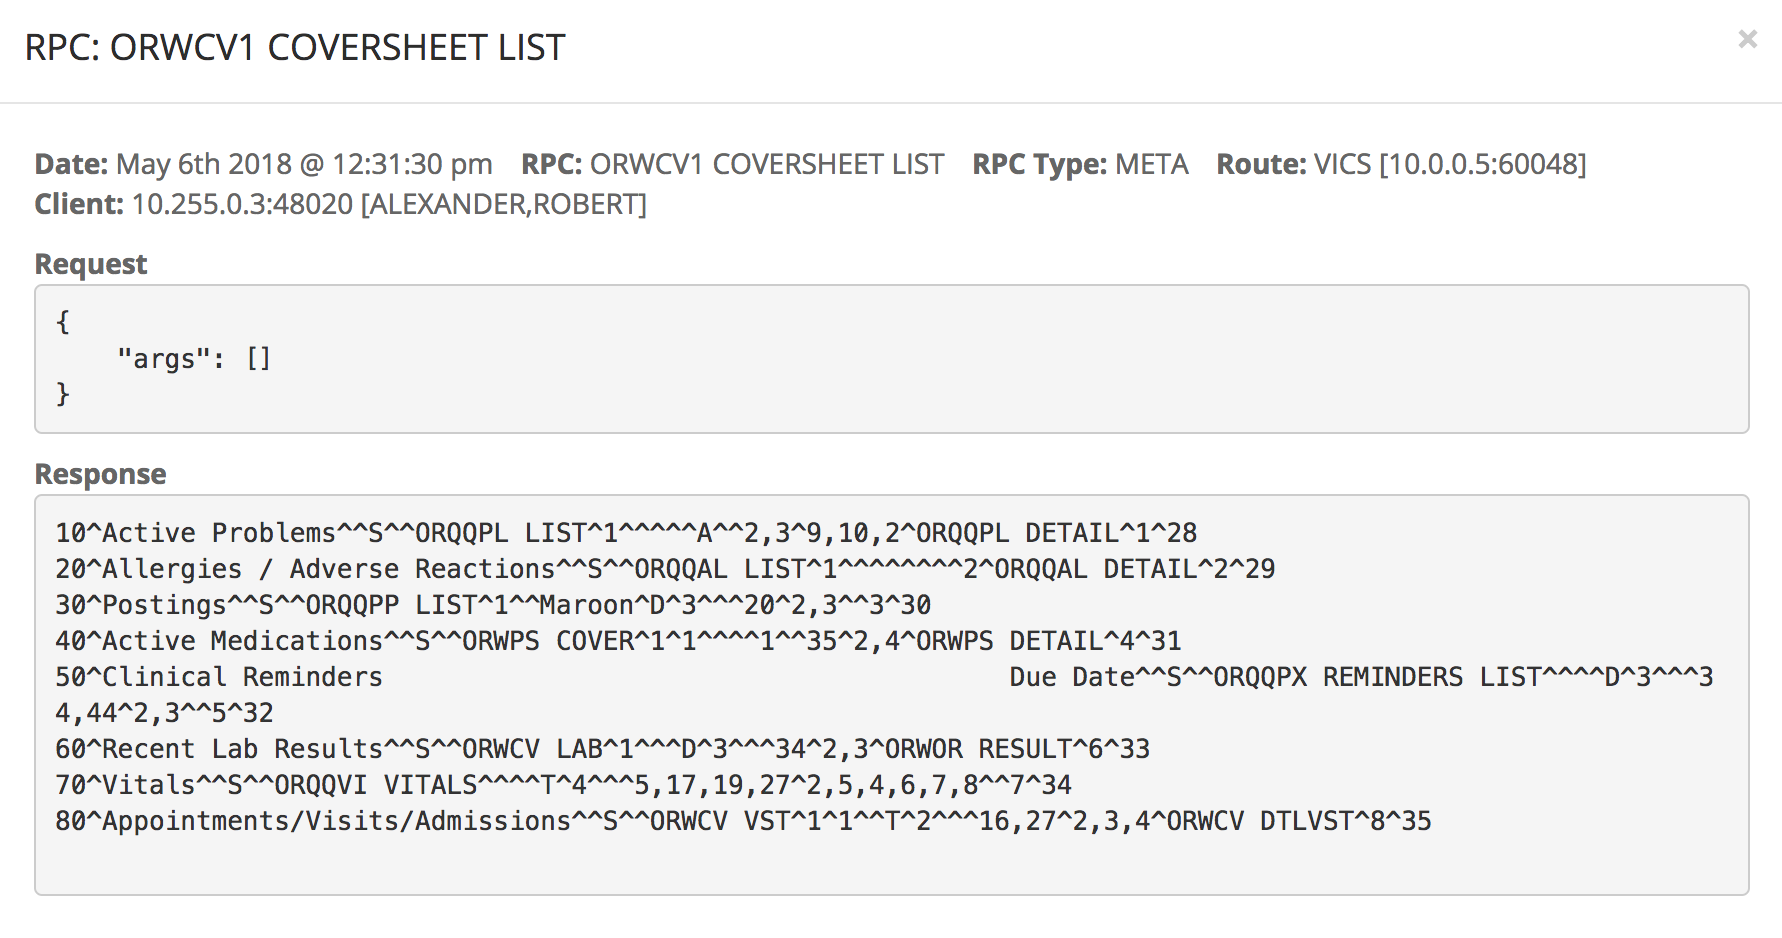 RPC: ORWCV1 COVERSHEET LIST
×
Date: May 6th 2018 @ 12:31:30 pm   RPC: ORWCV1 COVERSHEET LIST   RPC Type: META   Route: VICS [10.0.0.5:60048]
Client: 10.255.0.3:48020 [ALEXANDER,ROBERT]
Request
{
    "args": []
}
Response
10^Active Problems^^S^^ORQQPL LIST^1^^^^^A^^2,3^9,10,2^ORQQPL DETAIL^1^28
20^Allergies / Adverse Reactions^^S^^ORQQAL LIST^1^^^^^^^^2^ORQQAL DETAIL^2^29
30^Postings^^S^^ORQQPP LIST^1^^Maroon^D^3^^^20^2,3^^3^30
40^Active Medications^^S^^ORWPS COVER^1^1^^^^1^^35^2,4^ORWPS DETAIL^4^31
50^Clinical Reminders                                        Due Date^^S^^ORQQPX REMINDERS LIST^^^^D^3^^^3
4,44^2,3^^5^32
60^Recent Lab Results^^S^^ORWCV LAB^1^^^D^3^^^34^2,3^ORWOR RESULT^6^33
70^Vitals^^S^^ORQQVI VITALS^^^^T^4^^^5,17,19,27^2,5,4,6,7,8^^7^34
80^Appointments/Visits/Admissions^^S^^ORWCV VST^1^1^^T^2^^^16,27^2,3,4^ORWCV DTLVST^8^35